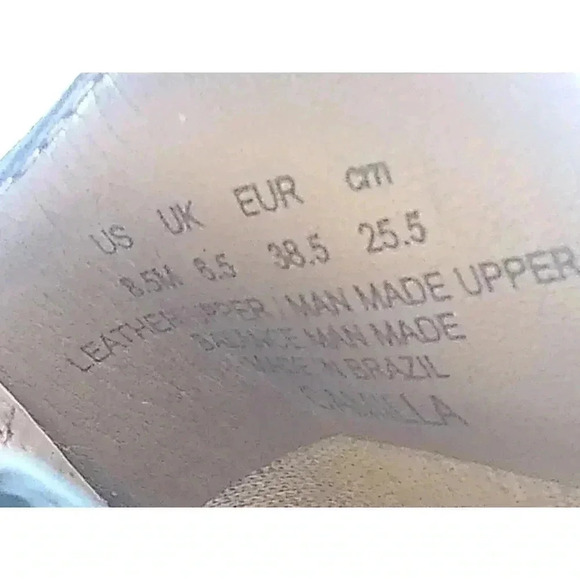 US UK EUR cm
8.5M 6.5 38.5 25.5
LEATHER UPPER / MAN MADE UPPER
BALANCE MAN MADE
MADE IN BRAZIL
CAMELLA